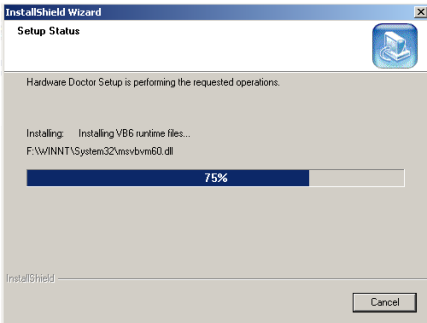 InstallShield Wizard
Setup Status
Hardware Doctor Setup is performing the requested operations.
Installing: Installing VB6 runtime files...
F:\WINNT\System32\msvbvm60.dll
75%
InstallShield
Cancel